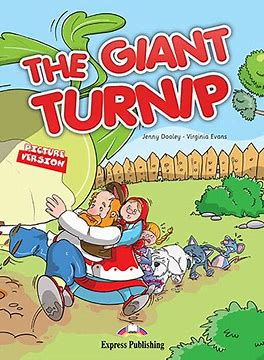 THE GIANT
TURNIP
Jenny Dooley - Virginia Evans
PICTURE
VERSION
Express Publishing